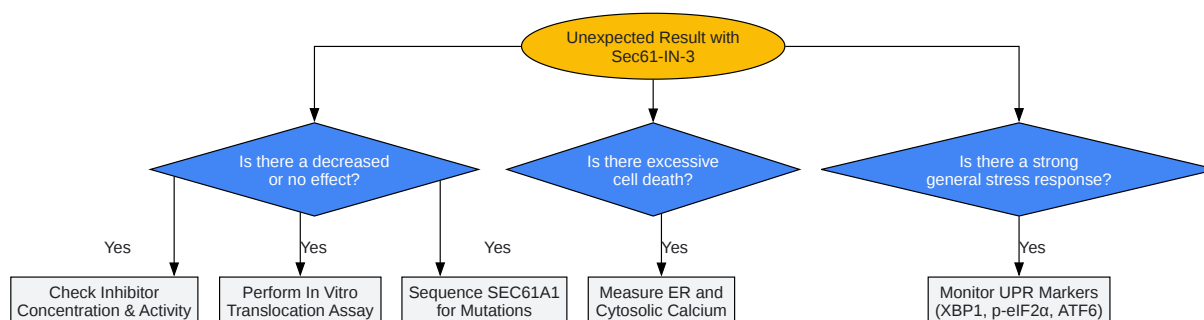 Unexpected Result with
Sec61-IN-3
Is there a decreased
or no effect?
Is there excessive
cell death?
Is there a strong
general stress response?
Yes
Yes
Yes
Yes
Yes
Check Inhibitor
Concentration & Activity
Perform In Vitro
Translocation Assay
Sequence SEC61A1
for Mutations
Measure ER and
Cytosolic Calcium
Monitor UPR Markers
(XBP1, p-eIF2α, ATF6)